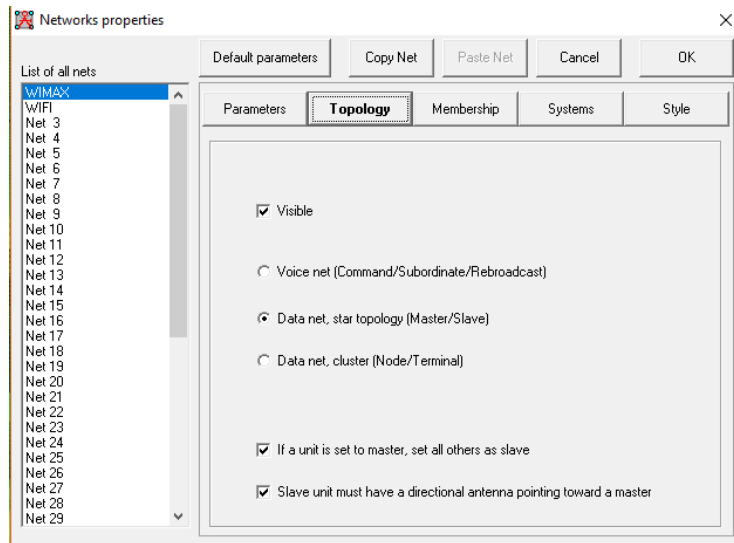 Networks properties
List of all nets
Default parameters
Copy Net
Paste Net
Cancel
OK
WIMAX
WIFI
Net 3
Net 4
Net 5
Net 6
Net 7
Net 8
Net 9
Net 10
Net 11
Net 12
Net 13
Net 14
Net 15
Net 16
Net 17
Net 18
Net 19
Net 20
Net 21
Net 22
Net 23
Net 24
Net 25
Net 26
Net 27
Net 28
Net 29
Parameters
Topology
Membership
Systems
Style
Visible
Voice net (Command/Subordinate/Rebroadcast)
Data net, star topology (Master/Slave)
Data net, cluster (Node/Terminal)
If a unit is set to master, set all others as slave
Slave unit must have a directional antenna pointing toward a master